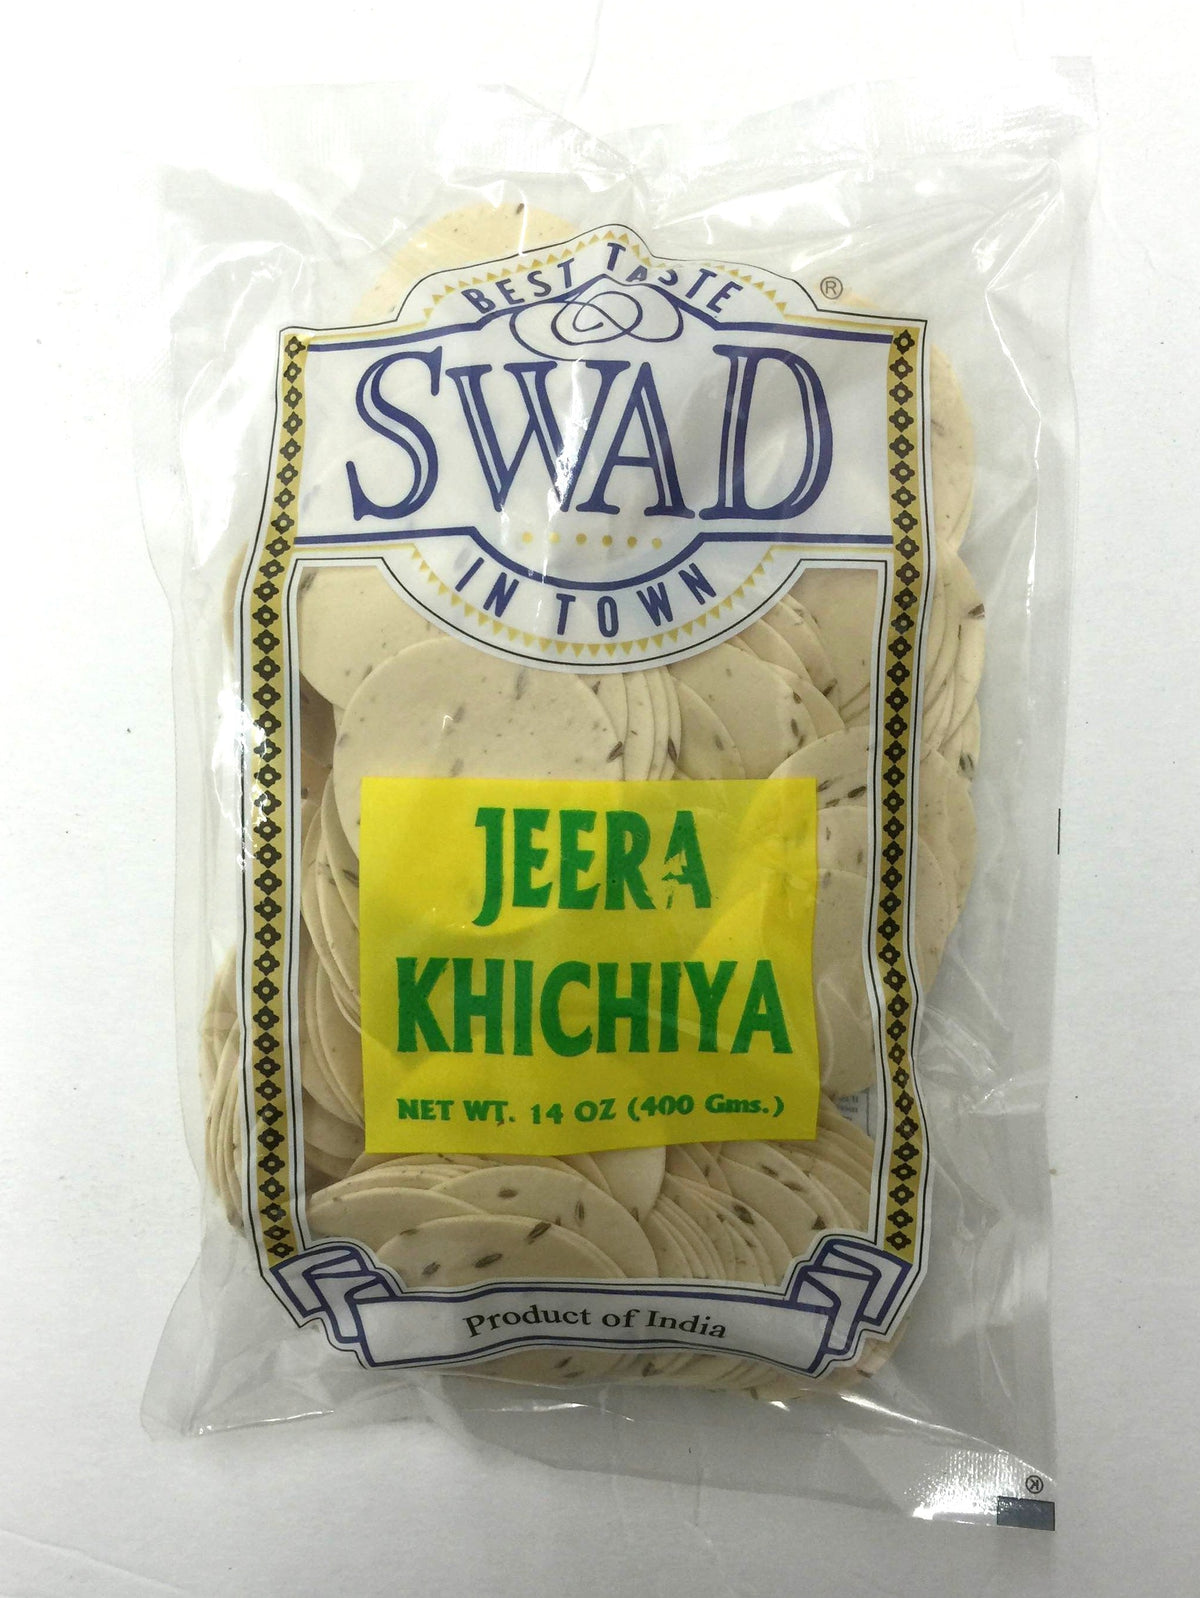 BEST TASTE
®
SWAD
IN TOWN
JEERA
KHICHIYA
NET WT. 14 OZ (400 Gms.)
Product of India